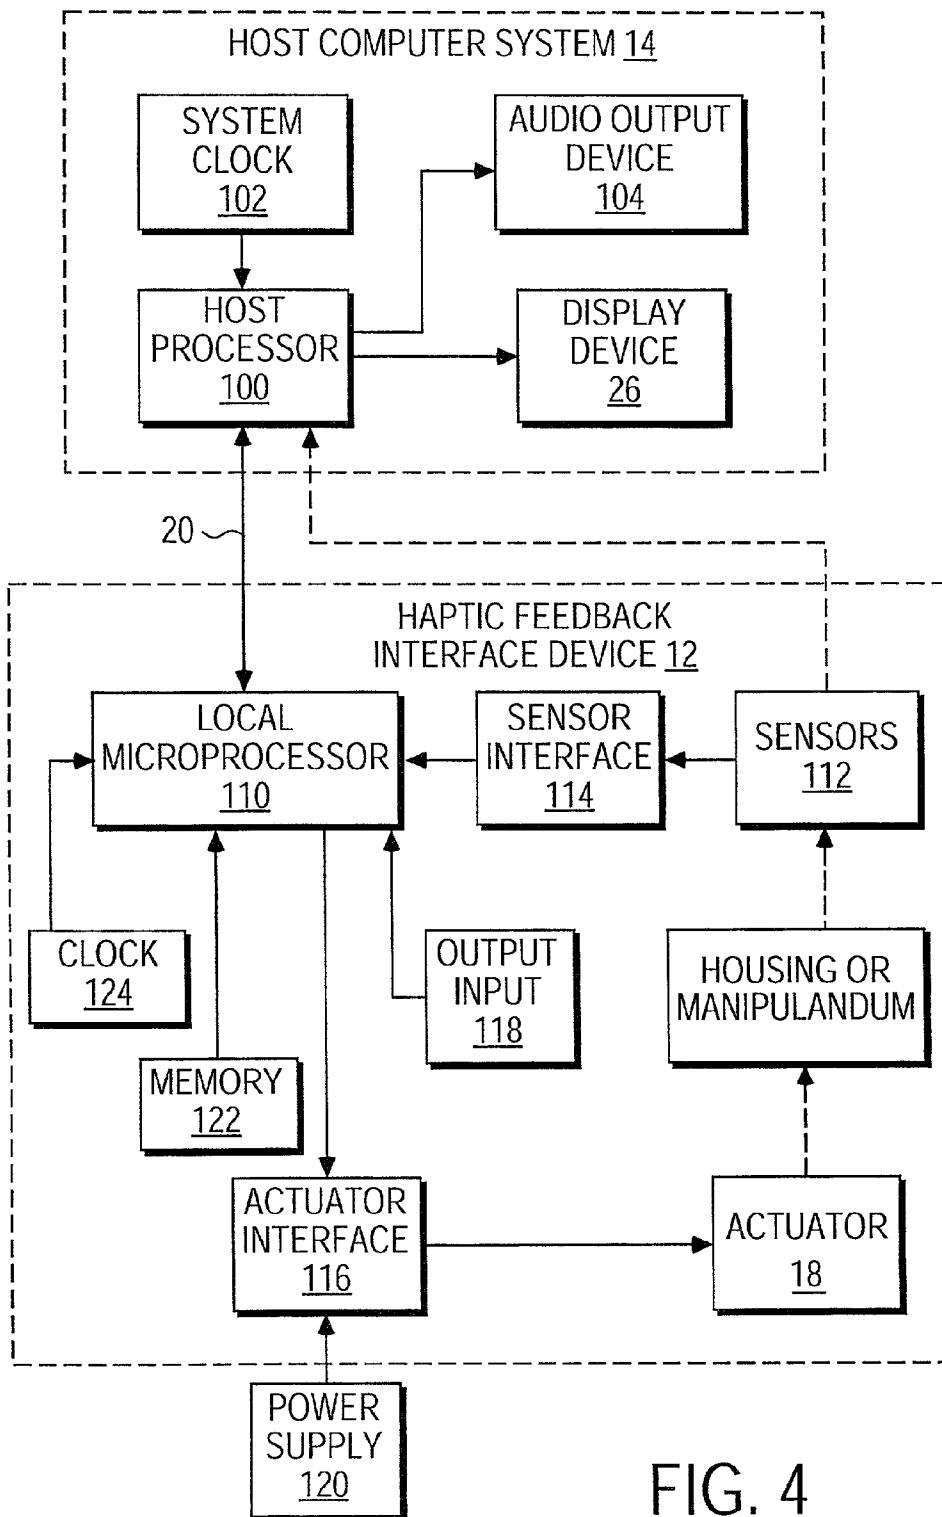 HOST COMPUTER SYSTEM 14
SYSTEM
CLOCK
102
AUDIO OUTPUT
DEVICE
104
HOST
PROCESSOR
100
DISPLAY
DEVICE
26
20
HAPTIC FEEDBACK
INTERFACE DEVICE 12
LOCAL
MICROPROCESSOR
110
SENSOR
INTERFACE
114
SENSORS
112
CLOCK
124
OUTPUT
INPUT
118
HOUSING OR
MANIPULANDUM
MEMORY
122
ACTUATOR
INTERFACE
116
ACTUATOR
18
POWER
SUPPLY
120
FIG. 4